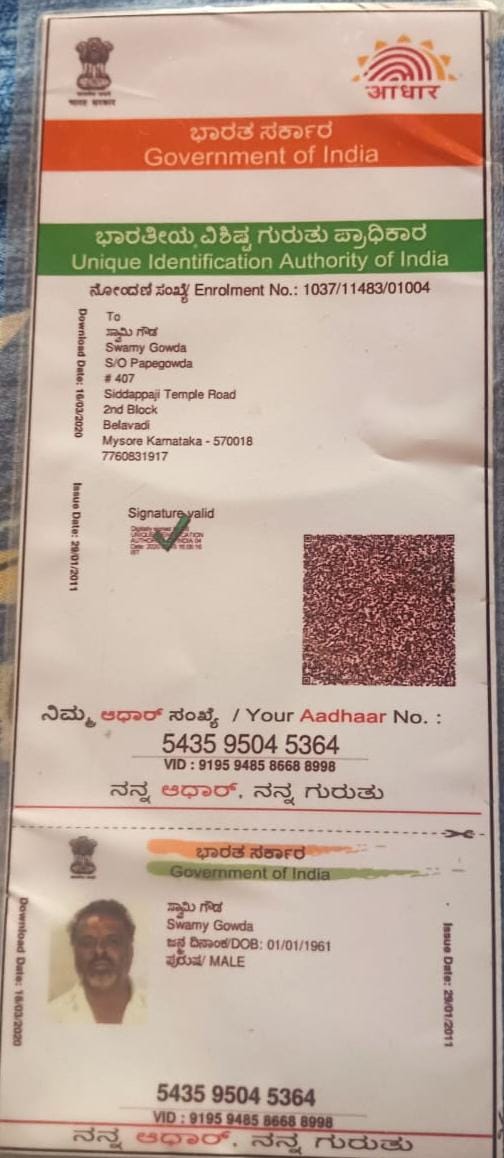 भारत सरकार
आधार
ಭಾರತ ಸರ್ಕಾರ
Government of India
ಭಾರತೀಯ ವಿಶಿಷ್ಟ ಗುರುತು ಪ್ರಾಧಿಕಾರ
Unique Identification Authority of India
ನೋಂದಣಿ ಸಂಖ್ಯೆ/ Enrolment No.: 1037/11483/01004
Download Date: 16/03/2020
To
ಸ್ವಾಮಿ ಗೌಡ
Swamy Gowda
S/O Papegowda
# 407
Siddappaji Temple Road
2nd Block
Belavadi
Mysore Karnataka - 570018
7760831917
Issue Date: 29/01/2011
Signature valid
ನಿಮ್ಮ ಆಧಾರ್ ಸಂಖ್ಯೆ / Your Aadhaar No. :
5435 9504 5364
VID : 9195 9485 8668 8998
ನನ್ನ ಆಧಾರ್, ನನ್ನ ಗುರುತು
ಭಾರತ ಸರ್ಕಾರ
Government of India
Download Date: 16/03/2020
ಸ್ವಾಮಿ ಗೌಡ
Swamy Gowda
ಜನ್ಮ ದಿನಾಂಕ/DOB: 01/01/1961
ಪುರುಷ/ MALE
Issue Date: 29/01/2011
5435 9504 5364
VID : 9195 9485 8668 8998
ನನ್ನ ಆಧಾರ್, ನನ್ನ ಗುರುತು